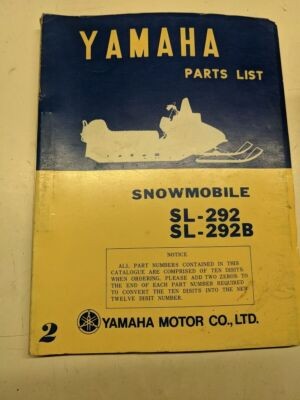 YAMAHA
PARTS LIST
SNOWMOBILE
SL-292
SL-292B
NOTICE
ALL PART NUMBERS CONTAINED IN THIS
CATALOGUE ARE COMPRISED OF TEN DIGITS.
WHEN ORDERING, PLEASE ADD TWO ZEROS TO
THE END OF EACH PART NUMBER REQUIRED
TO CONVERT THE TEN DIGITS INTO THE NEW
TWELVE DIGIT NUMBER.
2 YAMAHA MOTOR CO., LTD.